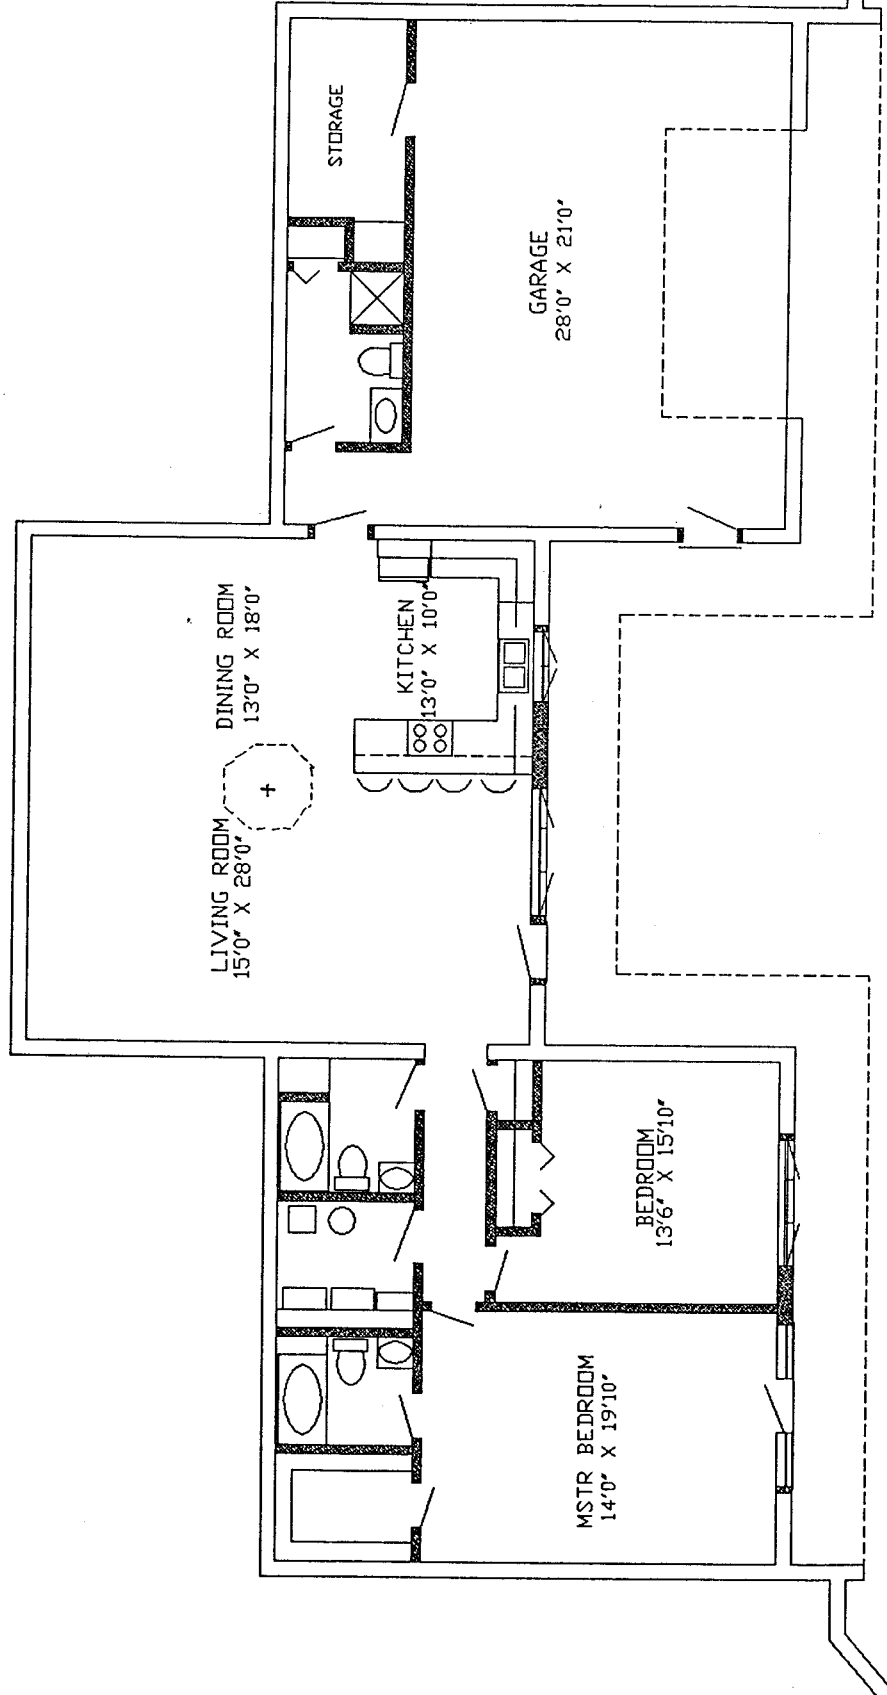 STORAGE
GARAGE
28'0" X 21'0"
DINING ROOM
13'0" X 18'0"
KITCHEN
13'0" X 10'0"
LIVING ROOM
15'0" X 28'0"
BEDROOM
13'6" X 15'10"
MSTR BEDROOM
14'0" X 19'10"